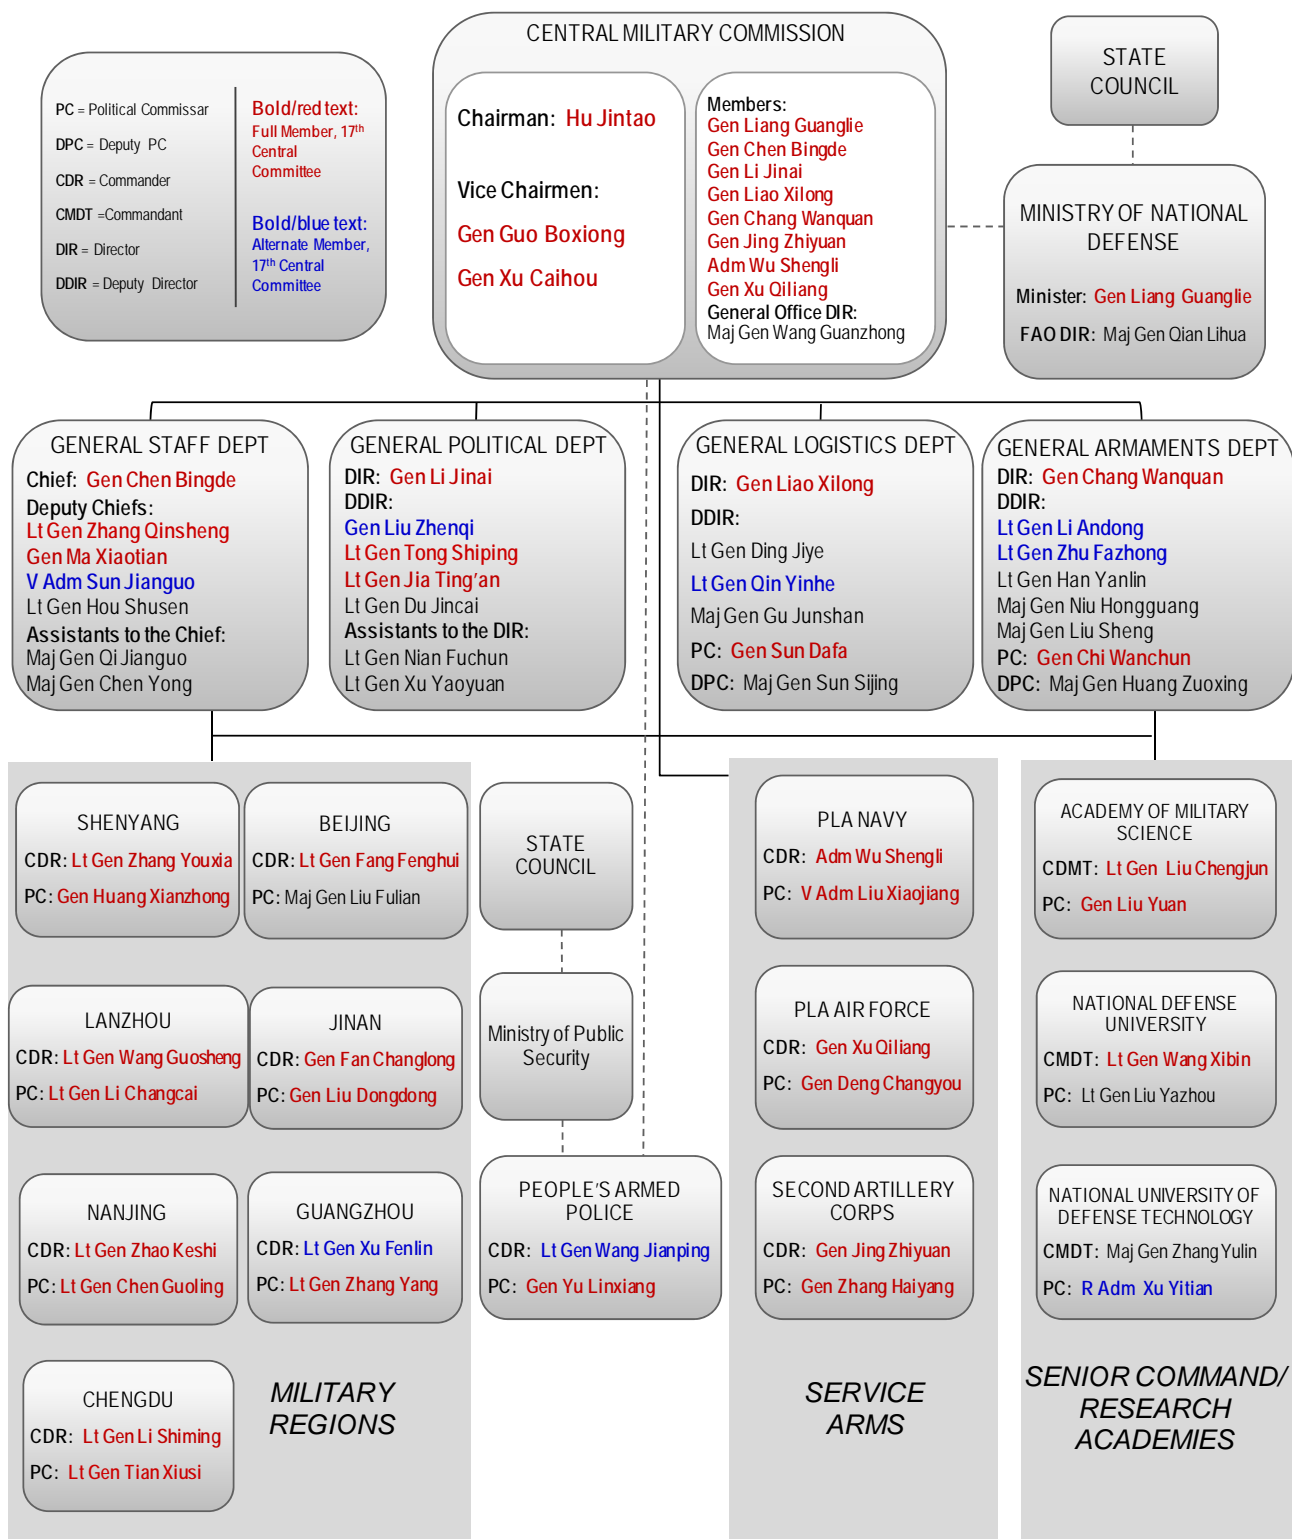 PC = Political Commissar
DPC = Deputy PC
CDR = Commander
CMDT =Commandant
DIR = Director
DDIR = Deputy Director
Bold/red text:
Full Member, 17th
Central
Committee
Bold/blue text:
Alternate Member,
17th Central
Committee
CENTRAL MILITARY COMMISSION
Chairman: Hu Jintao
Vice Chairmen:
Gen Guo Boxiong
Gen Xu Caihou
Members:
Gen Liang Guanglie
Gen Chen Bingde
Gen Li Jinai
Gen Liao Xilong
Gen Chang Wanquan
Gen Jing Zhiyuan
Adm Wu Shengli
Gen Xu Qiliang
General Office DIR:
Maj Gen Wang Guanzhong
STATE
COUNCIL
MINISTRY OF NATIONAL
DEFENSE
Minister: Gen Liang Guanglie
FAO DIR: Maj Gen Qian Lihua
GENERAL STAFF DEPT
Chief: Gen Chen Bingde
Deputy Chiefs:
Lt Gen Zhang Qinsheng
Gen Ma Xiaotian
V Adm Sun Jianguo
Lt Gen Hou Shusen
Assistants to the Chief:
Maj Gen Qi Jianguo
Maj Gen Chen Yong
GENERAL POLITICAL DEPT
DIR: Gen Li Jinai
DDIR:
Gen Liu Zhenqi
Lt Gen Tong Shiping
Lt Gen Jia Ting'an
Lt Gen Du Jincai
Assistants to the DIR:
Lt Gen Nian Fuchun
Lt Gen Xu Yaoyuan
GENERAL LOGISTICS DEPT
DIR: Gen Liao Xilong
DDIR:
Lt Gen Ding Jiye
Lt Gen Qin Yinhe
Maj Gen Gu Junshan
PC: Gen Sun Dafa
DPC: Maj Gen Sun Sijing
GENERAL ARMAMENTS DEPT
DIR: Gen Chang Wanquan
DDIR:
Lt Gen Li Andong
Lt Gen Zhu Fazhong
Lt Gen Han Yanlin
Maj Gen Niu Hongguang
Maj Gen Liu Sheng
PC: Gen Chi Wanchun
DPC: Maj Gen Huang Zuoxing
SHENYANG
CDR: Lt Gen Zhang Youxia
PC: Gen Huang Xianzhong
BEIJING
CDR: Lt Gen Fang Fenghui
PC: Maj Gen Liu Fulian
LANZHOU
CDR: Lt Gen Wang Guosheng
PC: Lt Gen Li Changcai
JINAN
CDR: Gen Fan Changlong
PC: Gen Liu Dongdong
NANJING
CDR: Lt Gen Zhao Keshi
PC: Lt Gen Chen Guoling
GUANGZHOU
CDR: Lt Gen Xu Fenlin
PC: Lt Gen Zhang Yang
CHENGDU
CDR: Lt Gen Li Shiming
PC: Lt Gen Tian Xiusi
MILITARY
REGIONS
STATE
COUNCIL
Ministry of Public
Security
PEOPLE'S ARMED
POLICE
CDR: Lt Gen Wang Jianping
PC: Gen Yu Linxiang
PLA NAVY
CDR: Adm Wu Shengli
PC: V Adm Liu Xiaojiang
PLA AIR FORCE
CDR: Gen Xu Qiliang
PC: Gen Deng Changyou
SECOND ARTILLERY
CORPS
CDR: Gen Jing Zhiyuan
PC: Gen Zhang Haiyang
SERVICE
ARMS
ACADEMY OF MILITARY
SCIENCE
CDMT: Lt Gen Liu Chengjun
PC: Gen Liu Yuan
NATIONAL DEFENSE
UNIVERSITY
CMDT: Lt Gen Wang Xibin
PC: Lt Gen Liu Yazhou
NATIONAL UNIVERSITY OF
DEFENSE TECHNOLOGY
CMDT: Maj Gen Zhang Yulin
PC: R Adm Xu Yitian
SENIOR COMMAND/
RESEARCH
ACADEMIES